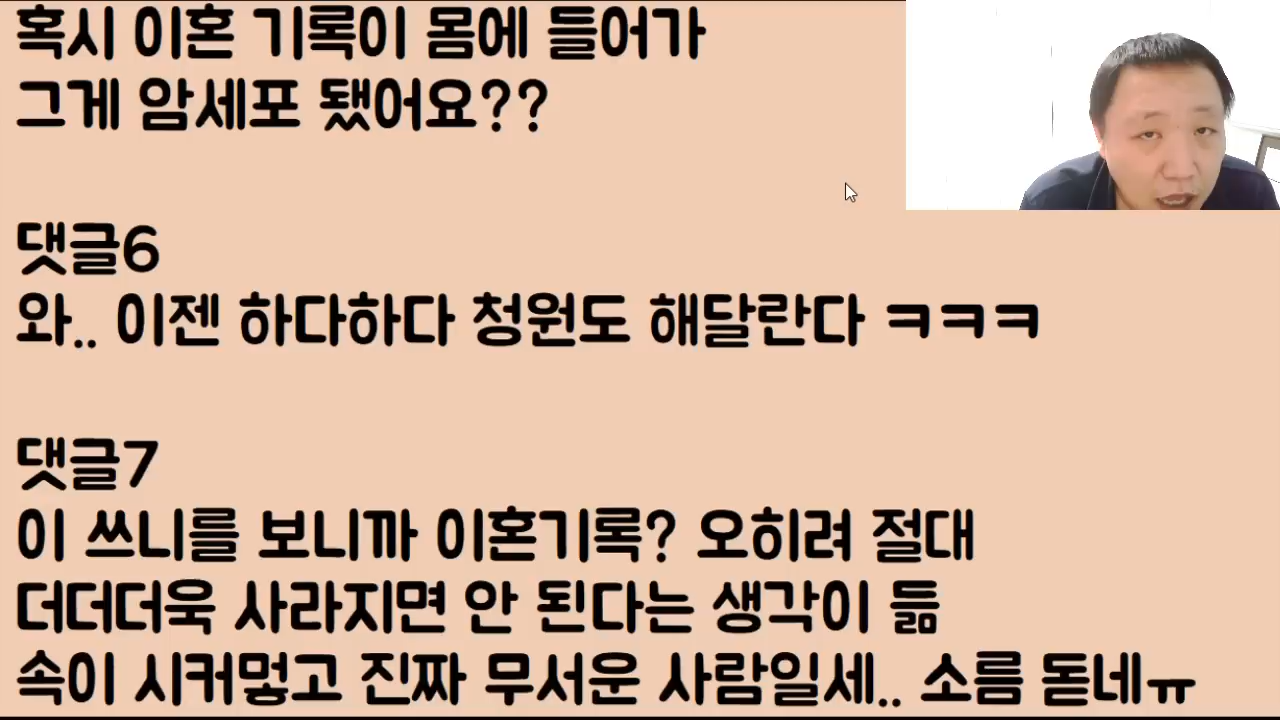 혹시 이혼 기록이 몸에 들어가
그게 암세포 됐어요??
댓글6
와.. 이젠 하다하다 청원도 해달란다 ㅋㅋㅋ
댓글7
이 쓰니를 보니까 이혼기록? 오히려 절대
더더더욱 사라지면 안 된다는 생각이 듦
속이 시커멓고 진짜 무서운 사람일세.. 소름 돋네ㅠ